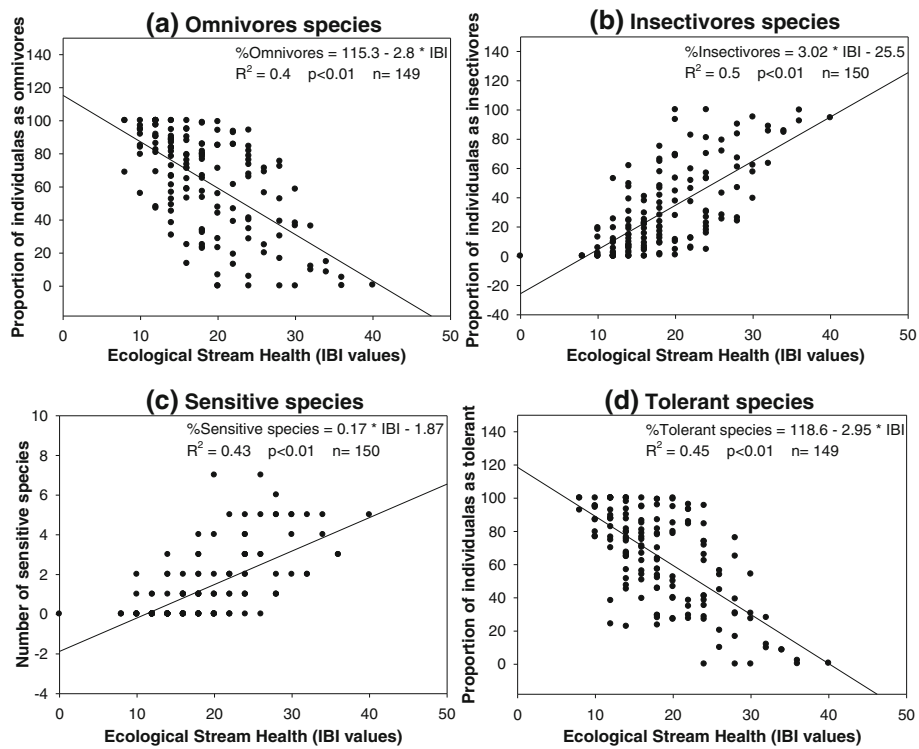 (a) Omnivores species
%Omnivores = 115.3 - 2.8 * IBI
R² = 0.4 p<0.01 n= 149
Proportion of individualas as omnivores
140
120
100
80
60
40
20
0
0 10 20 30 40 50
Ecological Stream Health (IBI values)
(b) Insectivores species
%Insectivores = 3.02 * IBI - 25.5
R² = 0.5 p<0.01 n= 150
Proportion of individualas as insectivores
140
120
100
80
60
40
20
0
-20
-40
0 10 20 30 40 50
Ecological Stream Health (IBI values)
(c) Sensitive species
%Sensitive species = 0.17 * IBI - 1.87
R² = 0.43 p<0.01 n= 150
Number of sensitive species
10
8
6
4
2
0
-2
-4
0 10 20 30 40 50
Ecological Stream Health (IBI values)
(d) Tolerant species
%Tolerant species = 118.6 - 2.95 * IBI
R² = 0.45 p<0.01 n= 149
Proportion of individualas as tolerant
140
120
100
80
60
40
20
0
0 10 20 30 40 50
Ecological Stream Health (IBI values)